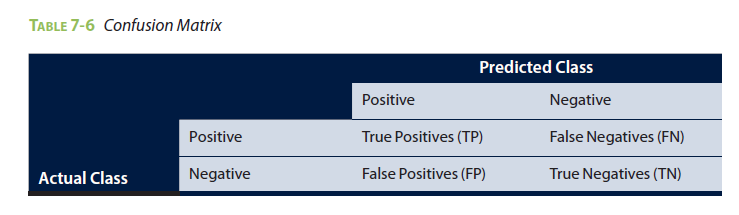 TABLE 7-6 Confusion Matrix
Predicted Class
Positive Negative
Positive True Positives (TP) False Negatives (FN)
Actual Class Negative False Positives (FP) True Negatives (TN)